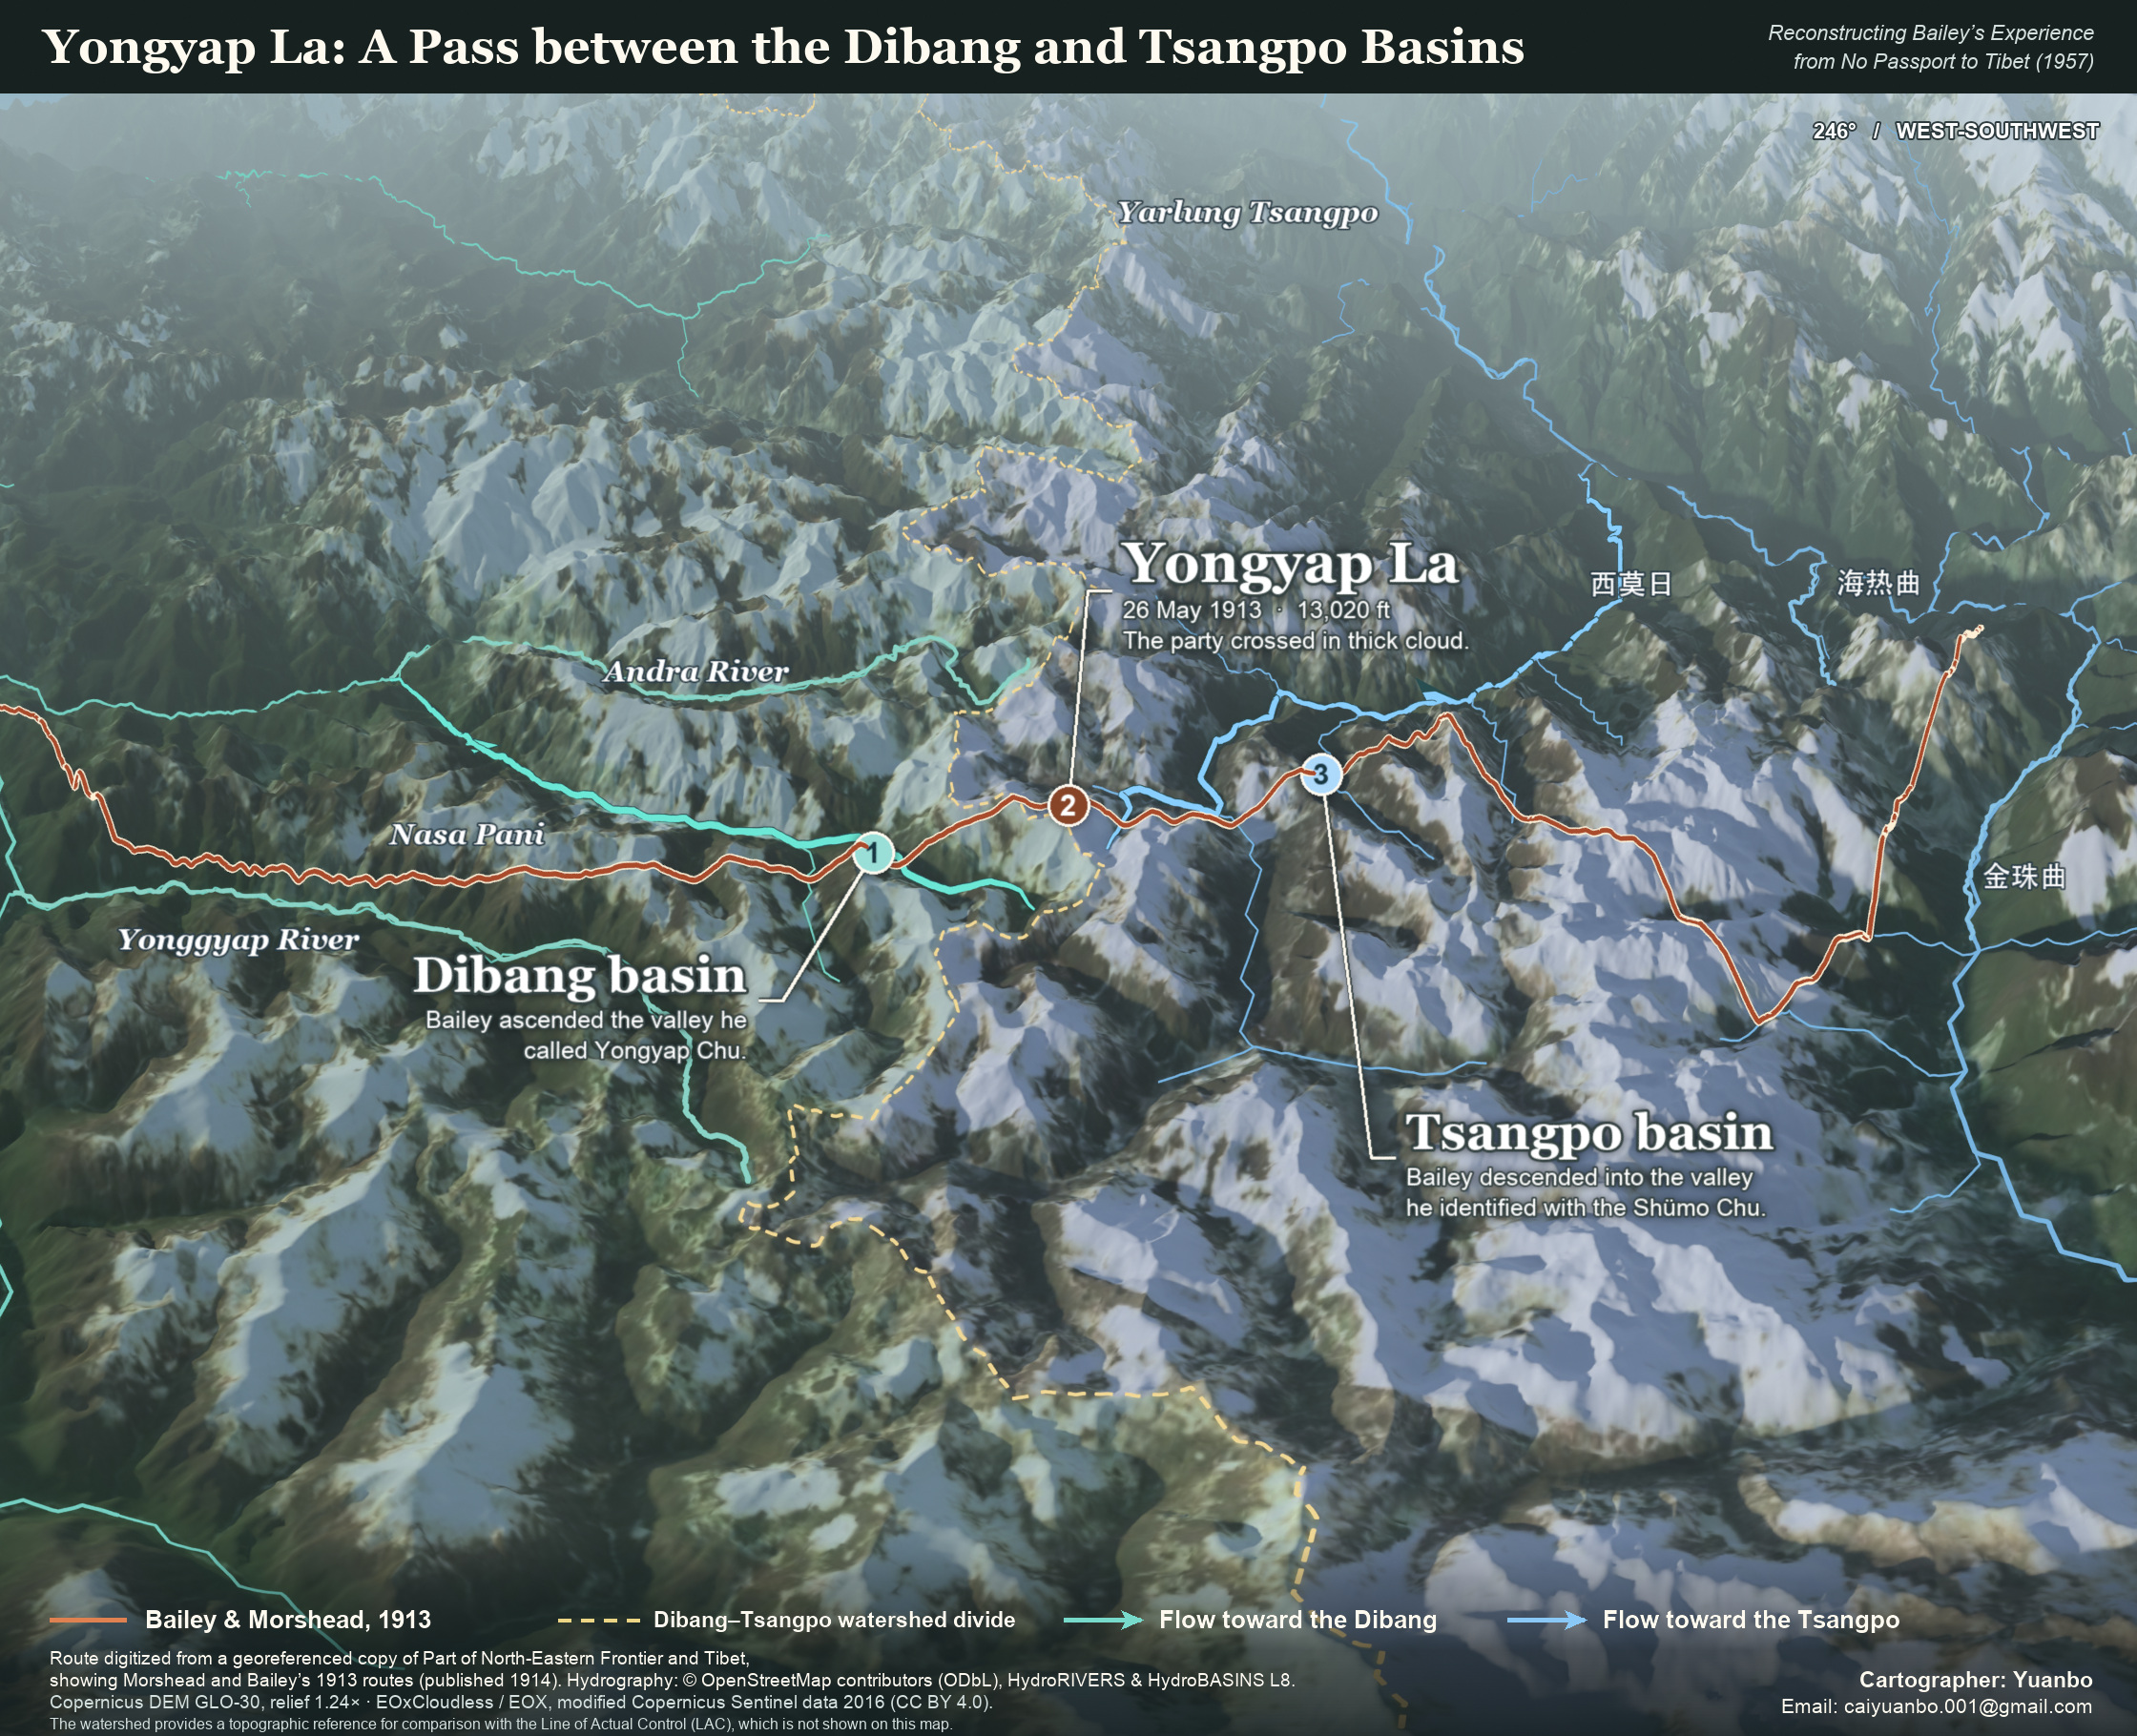 Yongyap La: A Pass between the Dibang and Tsangpo Basins
Reconstructing Bailey’s Experience
from No Passport to Tibet (1957)
246° / WEST-SOUTHWEST
Yarlung Tsangpo
Yongyap La
26 May 1913 · 13,020 ft
The party crossed in thick cloud.
西莫日
海热曲
Andra River
2
3
Nasa Pani
1
金珠曲
Yonggyap River
Dibang basin
Bailey ascended the valley he
called Yongyap Chu.
Tsangpo basin
Bailey descended into the valley
he identified with the Shümo Chu.
Bailey & Morshead, 1913
Dibang–Tsangpo watershed divide
Flow toward the Dibang
Flow toward the Tsangpo
Route digitized from a georeferenced copy of Part of North-Eastern Frontier and Tibet,
showing Morshead and Bailey’s 1913 routes (published 1914). Hydrography: © OpenStreetMap contributors (ODbL), HydroRIVERS & HydroBASINS L8.
Copernicus DEM GLO-30, relief 1.24× · EOxCloudless / EOX, modified Copernicus Sentinel data 2016 (CC BY 4.0).
The watershed provides a topographic reference for comparison with the Line of Actual Control (LAC), which is not shown on this map.
Cartographer: Yuanbo
Email: caiyuanbo.001@gmail.com